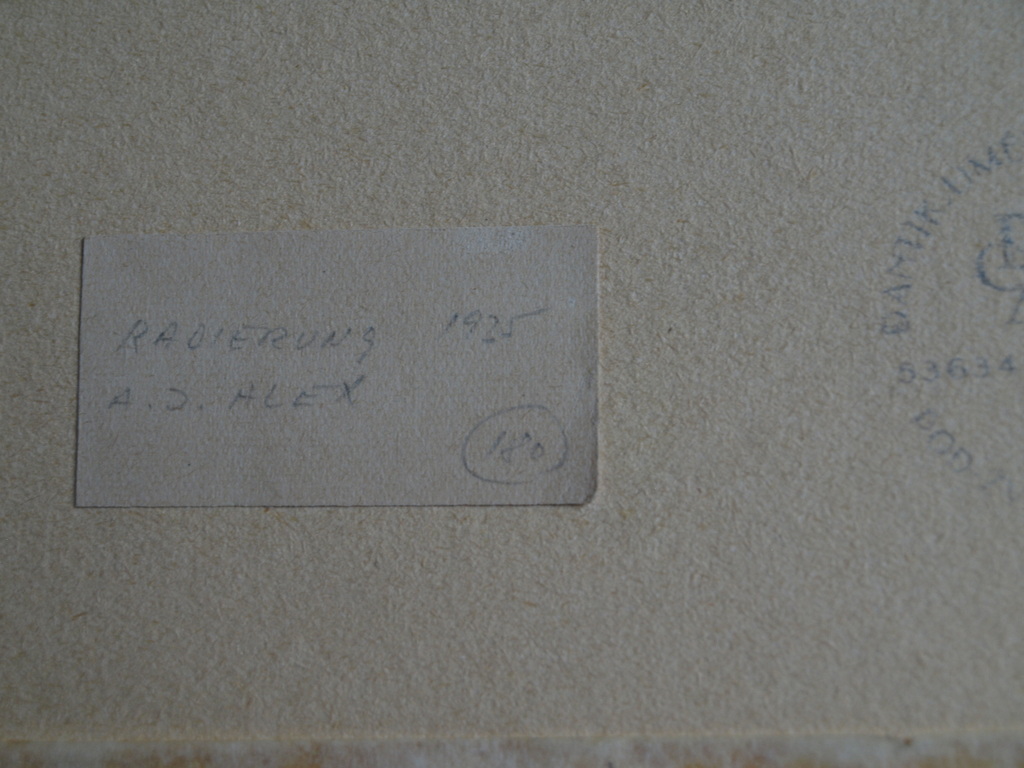 RADIERUNG 1925
A. J. ALEX
180
53634